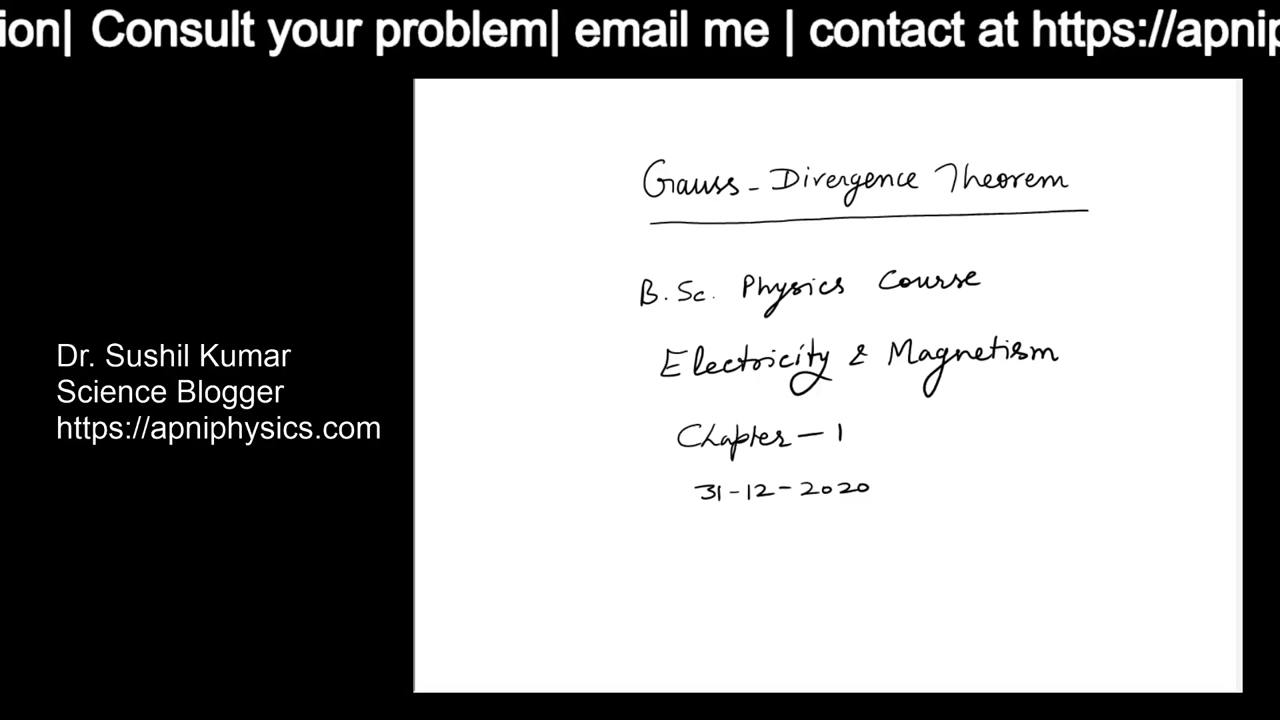 ion| Consult your problem| email me | contact at https://apnip
Gauss - Divergence Theorem
B. Sc. Physics Course
Electricity & Magnetism
Chapter - 1
31-12-2020
Dr. Sushil Kumar
Science Blogger
https://apniphysics.com